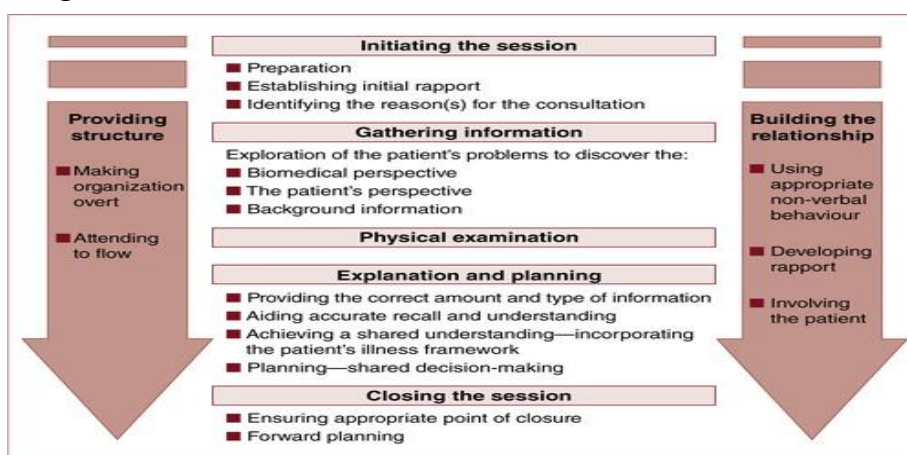 Initiating the session
Preparation
Establishing initial rapport
Identifying the reason(s) for the consultation
Providing
structure
Making
organization
overt
Attending
to flow
Gathering information
Exploration of the patient's problems to discover the:
Biomedical perspective
The patient's perspective
Background information
Physical examination
Explanation and planning
Providing the correct amount and type of information
Aiding accurate recall and understanding
Achieving a shared understanding—incorporating
the patient's illness framework
Planning—shared decision-making
Closing the session
Ensuring appropriate point of closure
Forward planning
Building the
relationship
Using
appropriate
non-verbal
behaviour
Developing
rapport
Involving
the patient